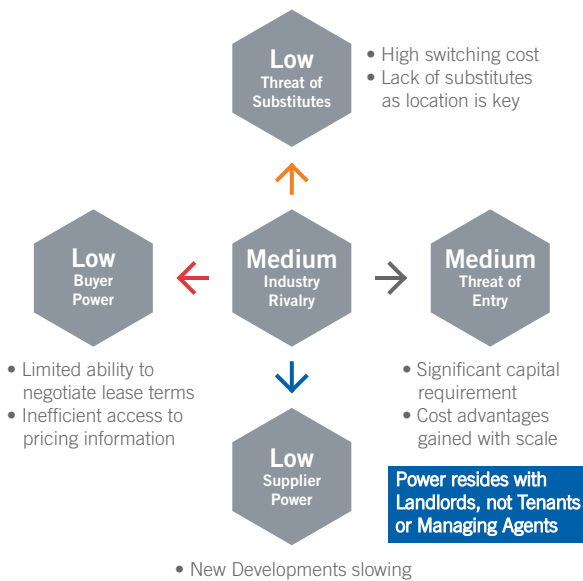 Low
Threat of
Substitutes
• High switching cost
• Lack of substitutes
as location is key
Low
Buyer
Power
Medium
Industry
Rivalry
Medium
Threat of
Entry
• Limited ability to
negotiate lease terms
• Inefficient access to
pricing information
• Significant capital
requirement
• Cost advantages
gained with scale
Low
Supplier
Power
Power resides with
Landlords, not Tenants
or Managing Agents
• New Developments slowing